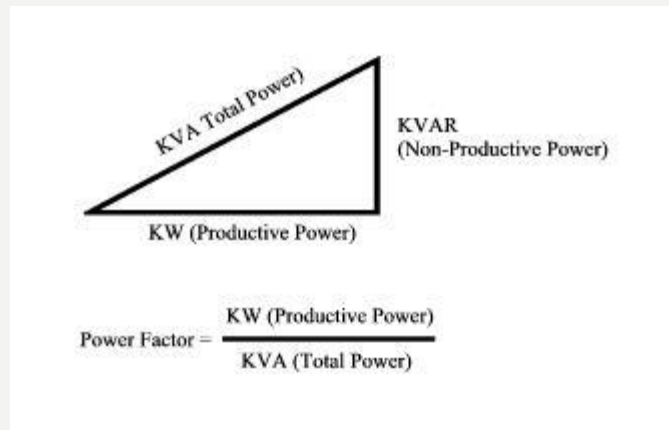 KVA Total Power)
KVAR
(Non-Productive Power)
KW (Productive Power)
KW (Productive Power)
Power Factor =
KVA (Total Power)